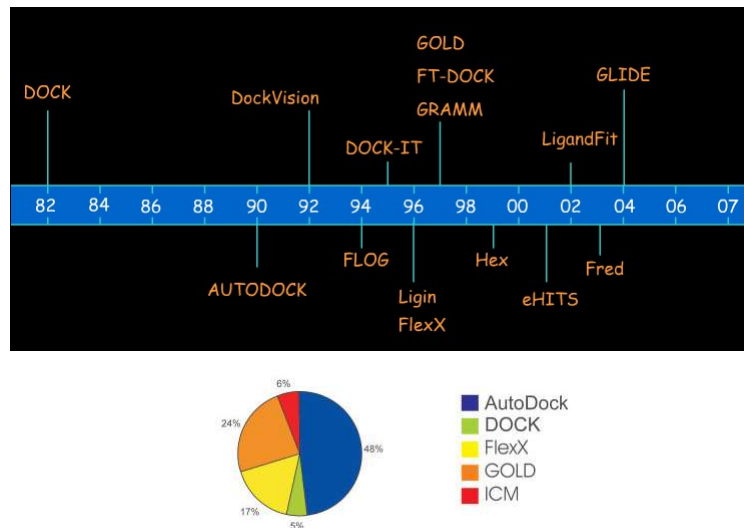 GOLD
DOCK
DockVision
FT-DOCK
GLIDE
GRAMM
DOCK-IT
LigandFit
82 84 86 88 90 92 94 96 98 00 02 04 06 07
AUTODOCK
FLOG
Hex
Fred
Ligin
FlexX
eHITS
6%
24%
48%
17%
5%
AutoDock
DOCK
FlexX
GOLD
ICM